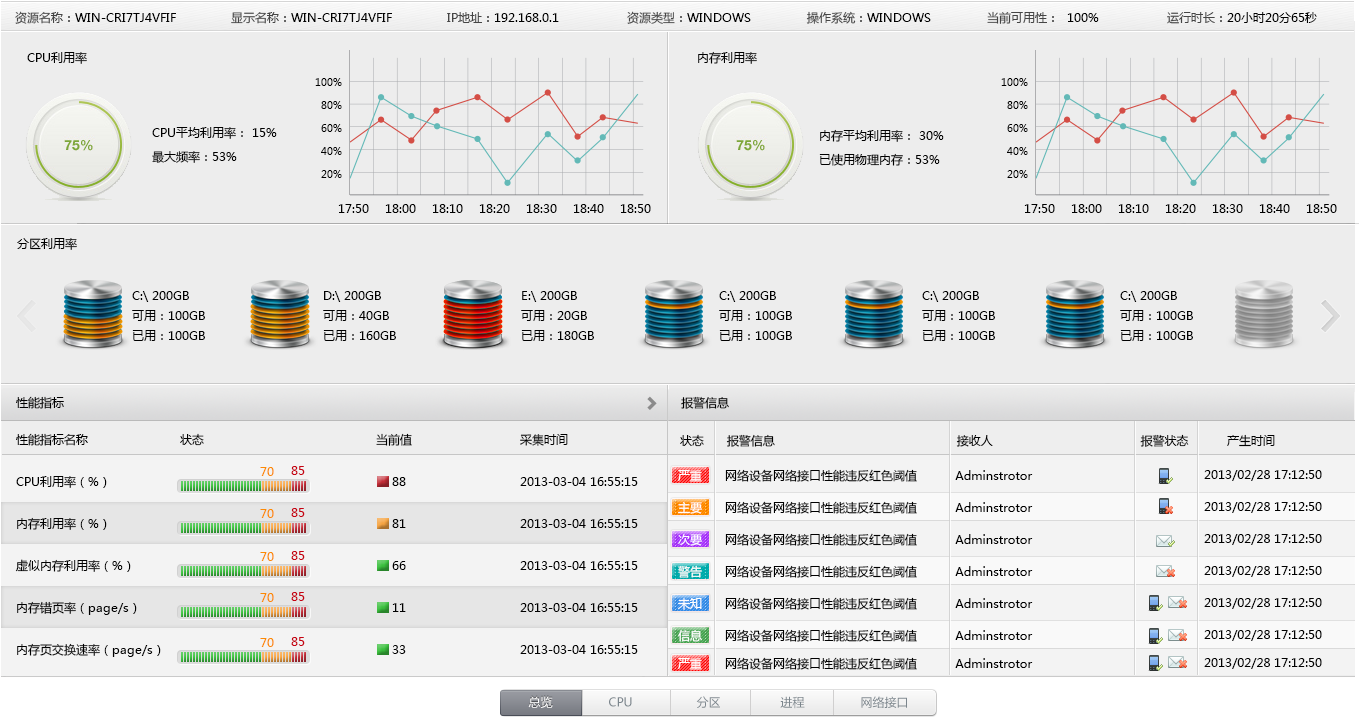 资源名称：WIN-CRI7TJ4VFIF 显示名称：WIN-CRI7TJ4VFIF IP地址：192.168.0.1 资源类型：WINDOWS 操作系统：WINDOWS 当前可用性： 100% 运行时长：20小时20分65秒
CPU利用率
75%
CPU平均利用率： 15%
最大频率：53%
100%
80%
60%
40%
20%
17:50 18:00 18:10 18:20 18:30 18:40 18:50
内存利用率
75%
内存平均利用率： 30%
已使用物理内存：53%
100%
80%
60%
40%
20%
17:50 18:00 18:10 18:20 18:30 18:40 18:50
分区利用率
C:\ 200GB
可用：100GB
已用：100GB
D:\ 200GB
可用：40GB
已用：160GB
E:\ 200GB
可用：20GB
已用：180GB
C:\ 200GB
可用：100GB
已用：100GB
C:\ 200GB
可用：100GB
已用：100GB
C:\ 200GB
可用：100GB
已用：100GB
性能指标
性能指标名称 状态 当前值 采集时间
CPU利用率（%） 70 85 88 2013-03-04 16:55:15
内存利用率（%） 70 85 81 2013-03-04 16:55:15
虚似内存利用率（%） 70 85 66 2013-03-04 16:55:15
内存错页率（page/s） 70 85 11 2013-03-04 16:55:15
内存页交换速率（page/s） 70 85 33 2013-03-04 16:55:15
报警信息
状态 报警信息 接收人 报警状态 产生时间
严重 网络设备网络接口性能违反红色阈值 Adminstrotor 2013/02/28 17:12:50
主要 网络设备网络接口性能违反红色阈值 Adminstrotor 2013/02/28 17:12:50
次要 网络设备网络接口性能违反红色阈值 Adminstrotor 2013/02/28 17:12:50
警告 网络设备网络接口性能违反红色阈值 Adminstrotor 2013/02/28 17:12:50
未知 网络设备网络接口性能违反红色阈值 Adminstrotor 2013/02/28 17:12:50
信息 网络设备网络接口性能违反红色阈值 Adminstrotor 2013/02/28 17:12:50
严重 网络设备网络接口性能违反红色阈值 Adminstrotor 2013/02/28 17:12:50
总览 CPU 分区 进程 网络接口